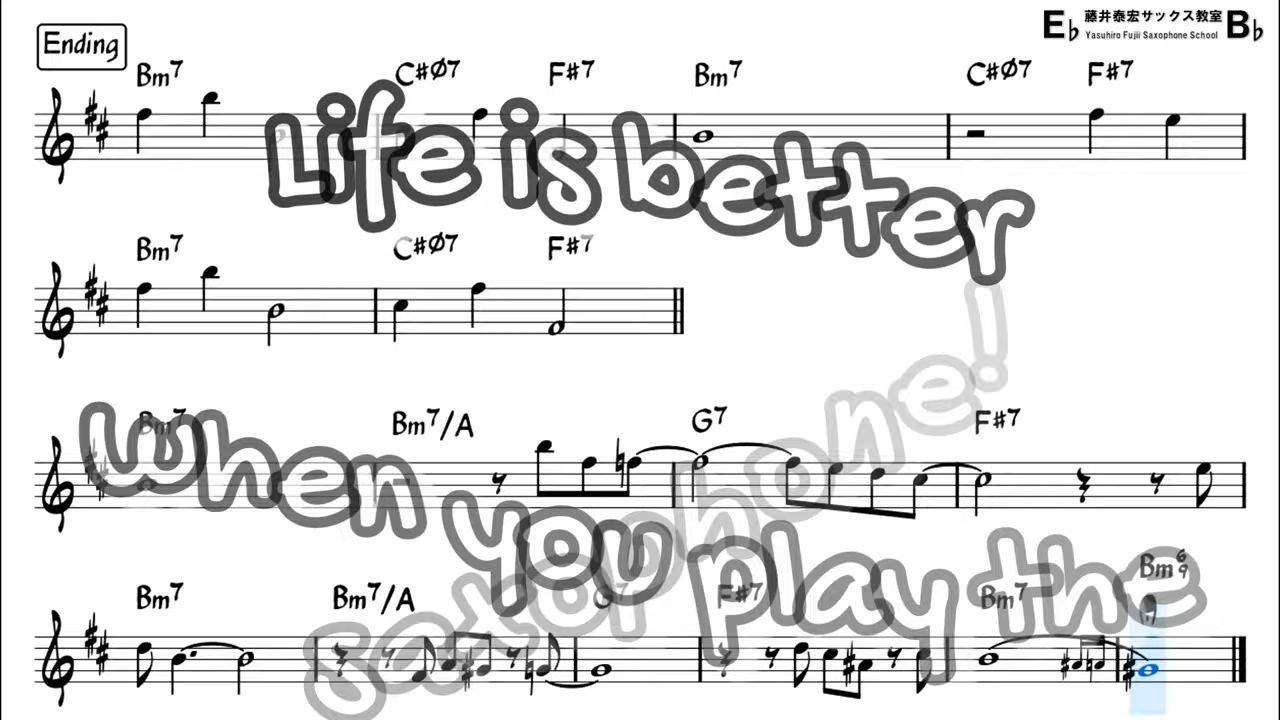 E♭ 藤井泰宏サックス教室 B♭
Yasuhiro Fujii Saxophone School
Ending
Bm7 C#Ø7 F#7 Bm7 C#Ø7 F#7
Life is better
Bm7 C#Ø7 F#7
Bm7 Bm7/A G7 F#7
When you play the
saxophone!
Bm7 Bm7/A G7 F#7 Bm7 Bm6/9